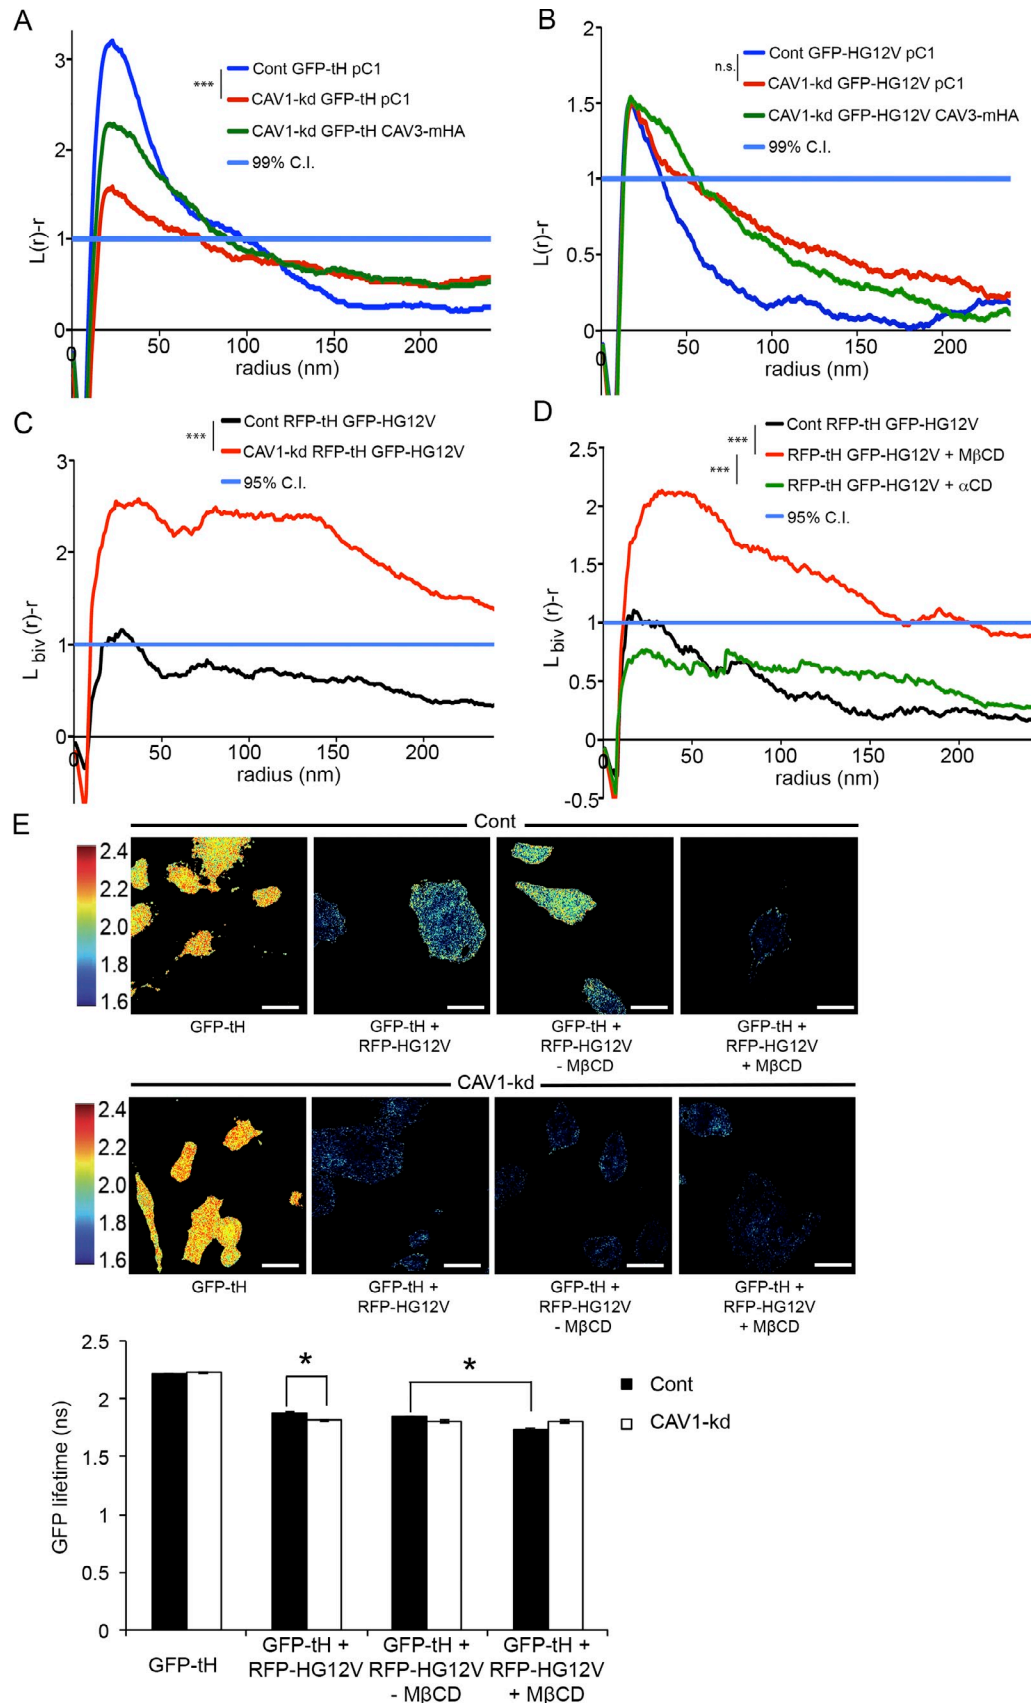 A
3
2
1
0
L(r)-r
0
50
100
150
200
radius (nm)
***
Cont GFP-tH pC1
CAV1-kd GFP-tH pC1
CAV1-kd GFP-tH CAV3-mHA
99% C.I.
B
2
1.5
1
0.5
0
L(r)-r
0
50
100
150
200
radius (nm)
n.s.
Cont GFP-HG12V pC1
CAV1-kd GFP-HG12V pC1
CAV1-kd GFP-HG12V CAV3-mHA
99% C.I.
C
***
Cont RFP-tH GFP-HG12V
CAV1-kd RFP-tH GFP-HG12V
95% C.I.
3
2
1
0
L biv (r)-r
0
50
100
150
200
radius (nm)
D
***
***
Cont RFP-tH GFP-HG12V
RFP-tH GFP-HG12V + MβCD
RFP-tH GFP-HG12V + αCD
95% C.I.
2.5
2
1.5
1
0.5
0
-0.5
L biv (r)-r
0
50
100
150
200
radius (nm)
E
Cont
2.4
2.2
2.0
1.8
1.6
GFP-tH
GFP-tH +
RFP-HG12V
GFP-tH +
RFP-HG12V
- MβCD
GFP-tH +
RFP-HG12V
+ MβCD
CAV1-kd
2.4
2.2
2.0
1.8
1.6
GFP-tH
GFP-tH +
RFP-HG12V
GFP-tH +
RFP-HG12V
- MβCD
GFP-tH +
RFP-HG12V
+ MβCD
2.5
2
1.5
1
0.5
0
GFP lifetime (ns)
*
*
Cont
CAV1-kd
GFP-tH
GFP-tH +
RFP-HG12V
GFP-tH +
RFP-HG12V
- MβCD
GFP-tH +
RFP-HG12V
+ MβCD